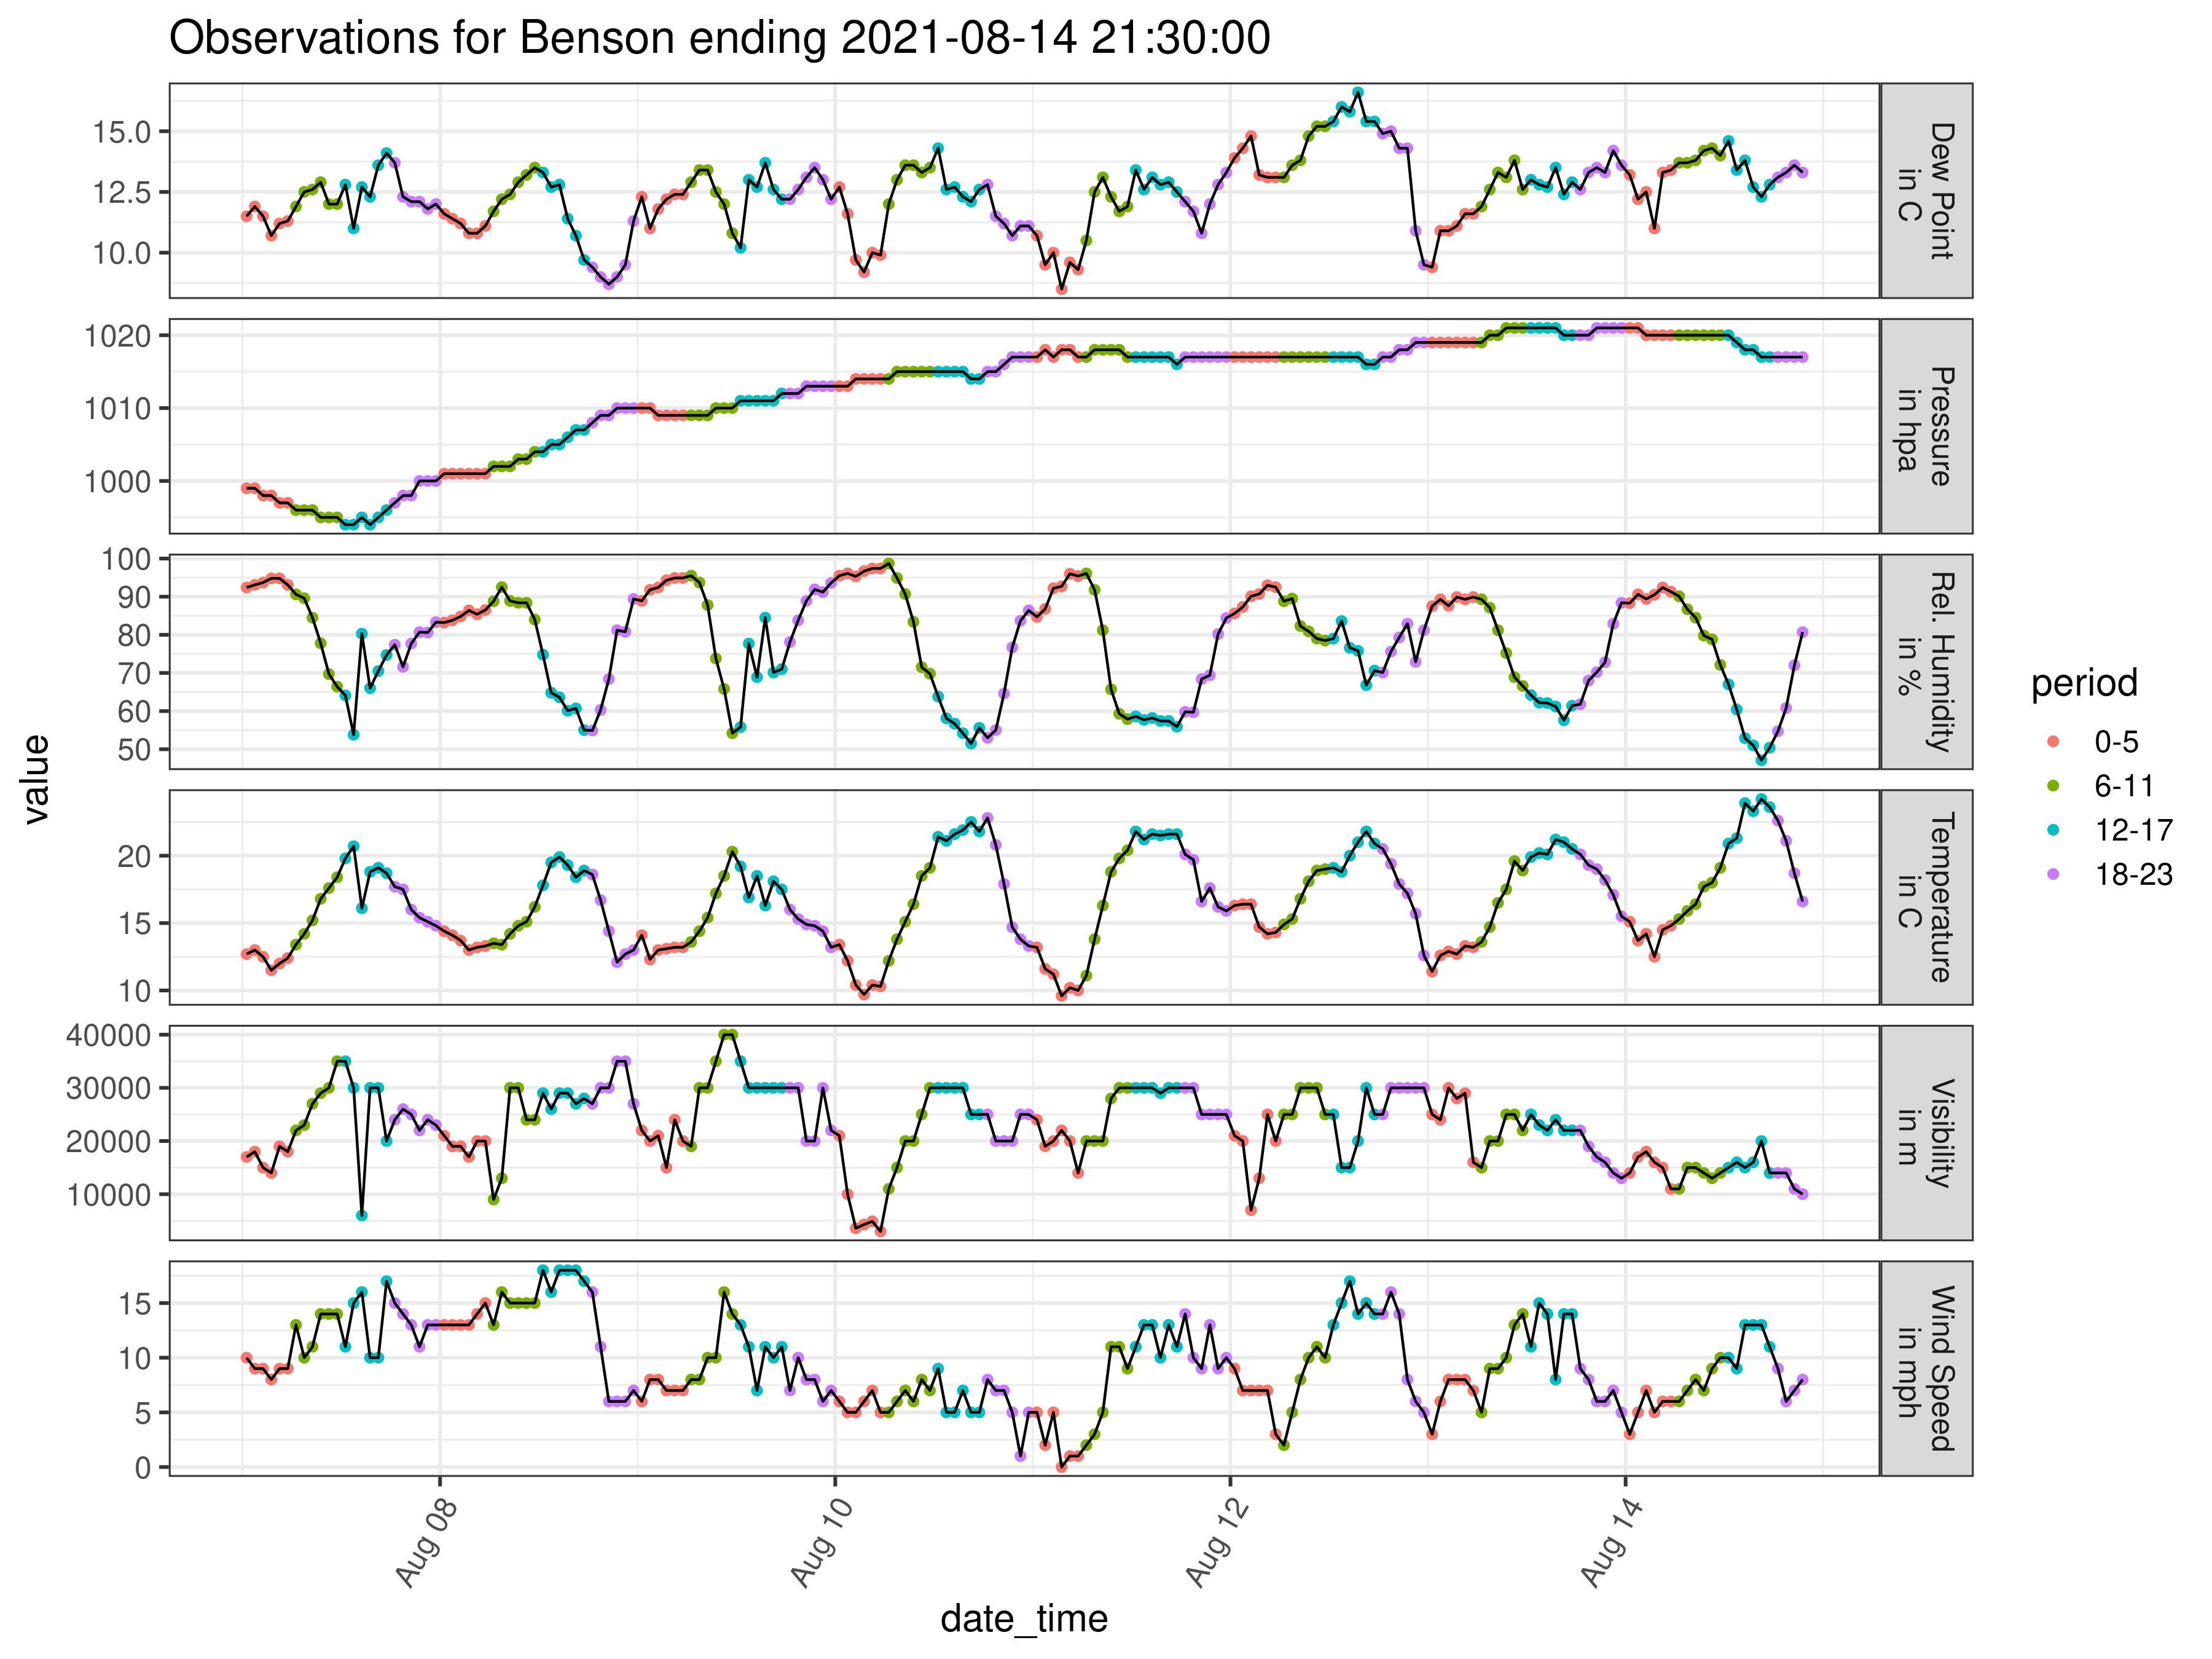 Observations for Benson ending 2021-08-14 21:30:00
value
15.0
12.5
10.0
Dew Point
in C
1020
1010
1000
Pressure
in hpa
100
90
80
70
60
50
Rel. Humidity
in %
20
15
10
Temperature
in C
40000
30000
20000
10000
Visibility
in m
15
10
5
0
Wind Speed
in mph
Aug 08
Aug 10
Aug 12
Aug 14
date_time
period
0-5
6-11
12-17
18-23